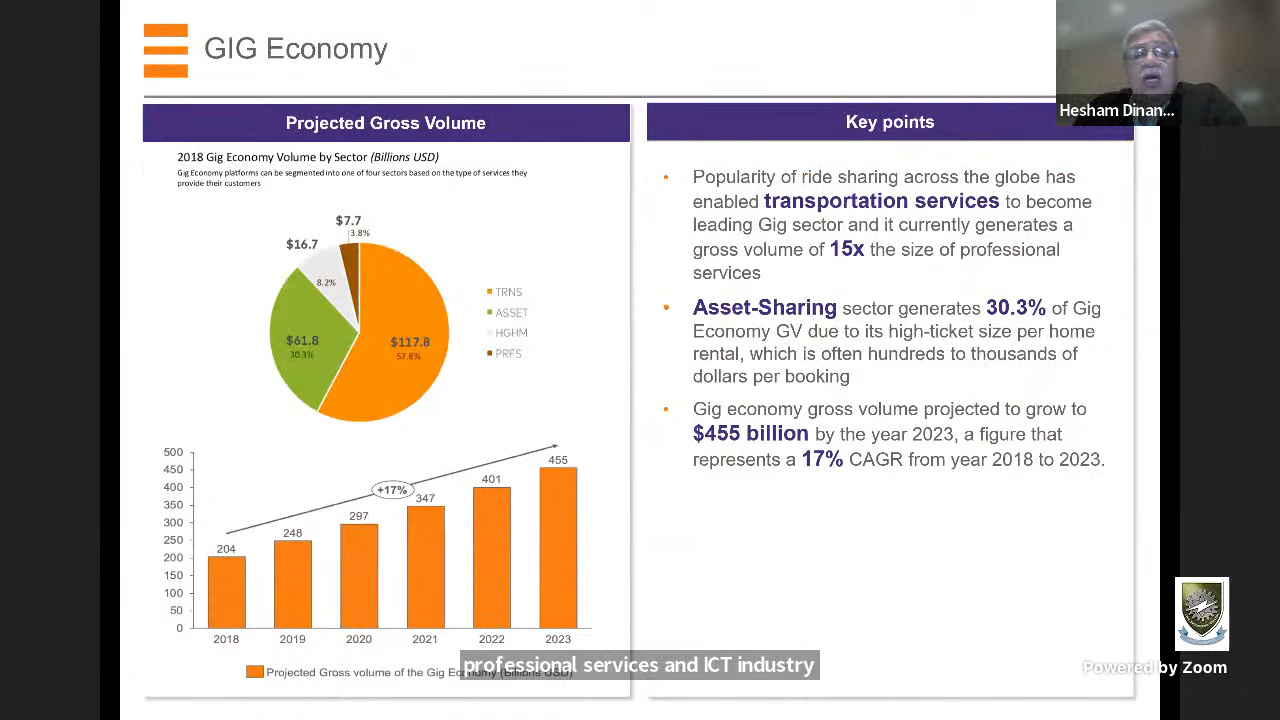 GIG Economy
Hesham Dinan...
Projected Gross Volume
2018 Gig Economy Volume by Sector (Billions USD)
Gig Economy platforms can be segmented into one of four sectors based on the type of services they
provide their customers
$7.7
3.8%
$16.7
8.2%
$61.8
30.3%
$117.8
57.8%
TRNS
ASSET
HGHM
PRFS
500
450
400
350
300
250
200
150
100
50
0
204
248
297
347
401
455
+17%
2018
2019
2020
2021
2022
2023
Projected Gross volume of the Gig Economy (Billions USD)
Key points
• Popularity of ride sharing across the globe has
enabled transportation services to become
leading Gig sector and it currently generates a
gross volume of 15x the size of professional
services
• Asset-Sharing sector generates 30.3% of Gig
Economy GV due to its high-ticket size per home
rental, which is often hundreds to thousands of
dollars per booking
• Gig economy gross volume projected to grow to
$455 billion by the year 2023, a figure that
represents a 17% CAGR from year 2018 to 2023.
professional services and ICT industry
Powered by Zoom